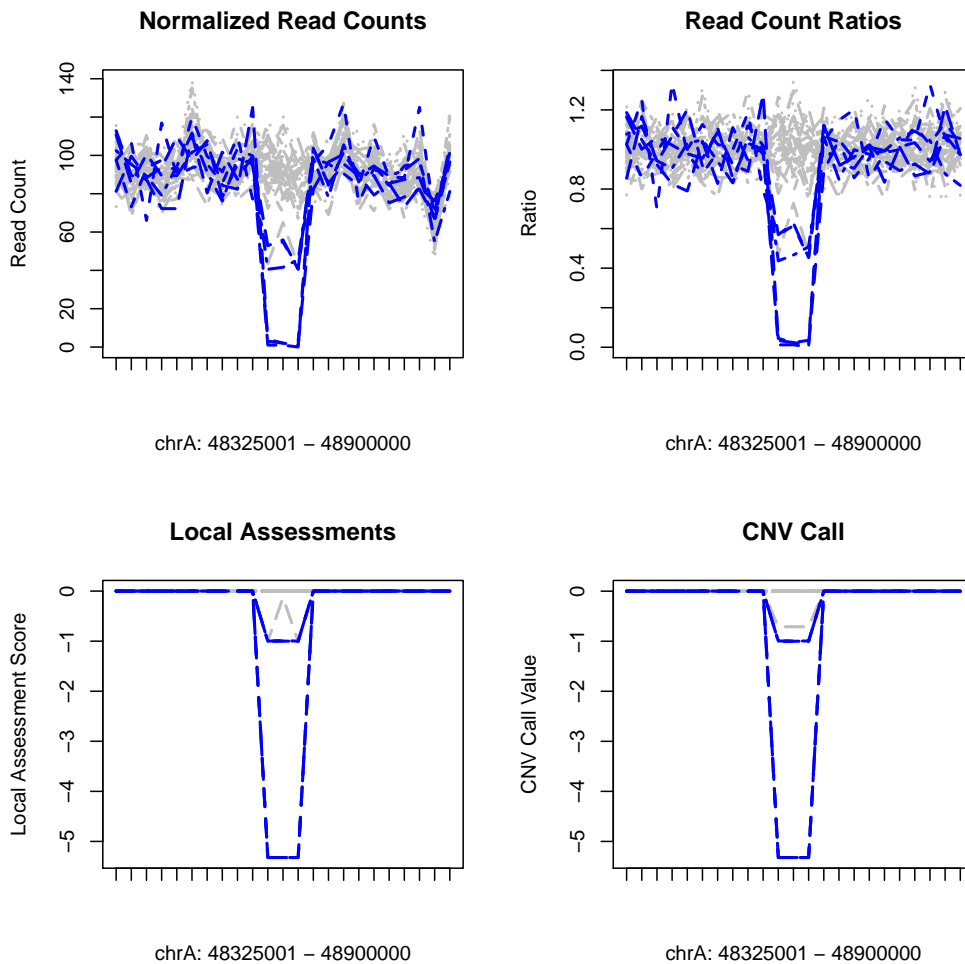 Normalized Read Counts
Read Count
0
20
60
100
140
chrA: 48325001 – 48900000
Read Count Ratios
Ratio
0.0
0.4
0.8
1.2
chrA: 48325001 – 48900000
Local Assessments
Local Assessment Score
−5
−4
−3
−2
−1
0
chrA: 48325001 – 48900000
CNV Call
CNV Call Value
−5
−4
−3
−2
−1
0
chrA: 48325001 – 48900000